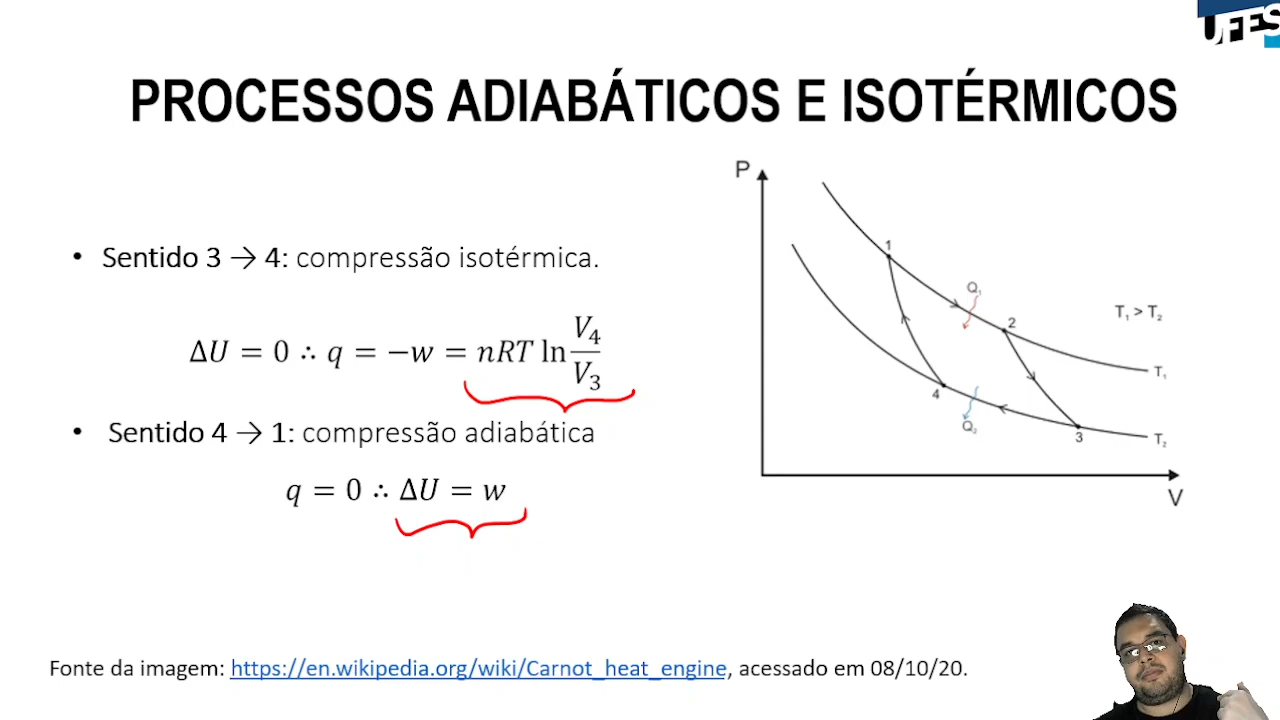 UFES
PROCESSOS ADIABÁTICOS E ISOTÉRMICOS
• Sentido 3 → 4: compressão isotérmica.
ΔU = 0 ∴ q = −w = nRT ln V₄/V₃
• Sentido 4 → 1: compressão adiabática
q = 0 ∴ ΔU = w
P
1
Q₁
2
T₁ > T₂
T₁
4
Q₂
3
T₂
V
Fonte da imagem: https://en.wikipedia.org/wiki/Carnot_heat_engine, acessado em 08/10/20.